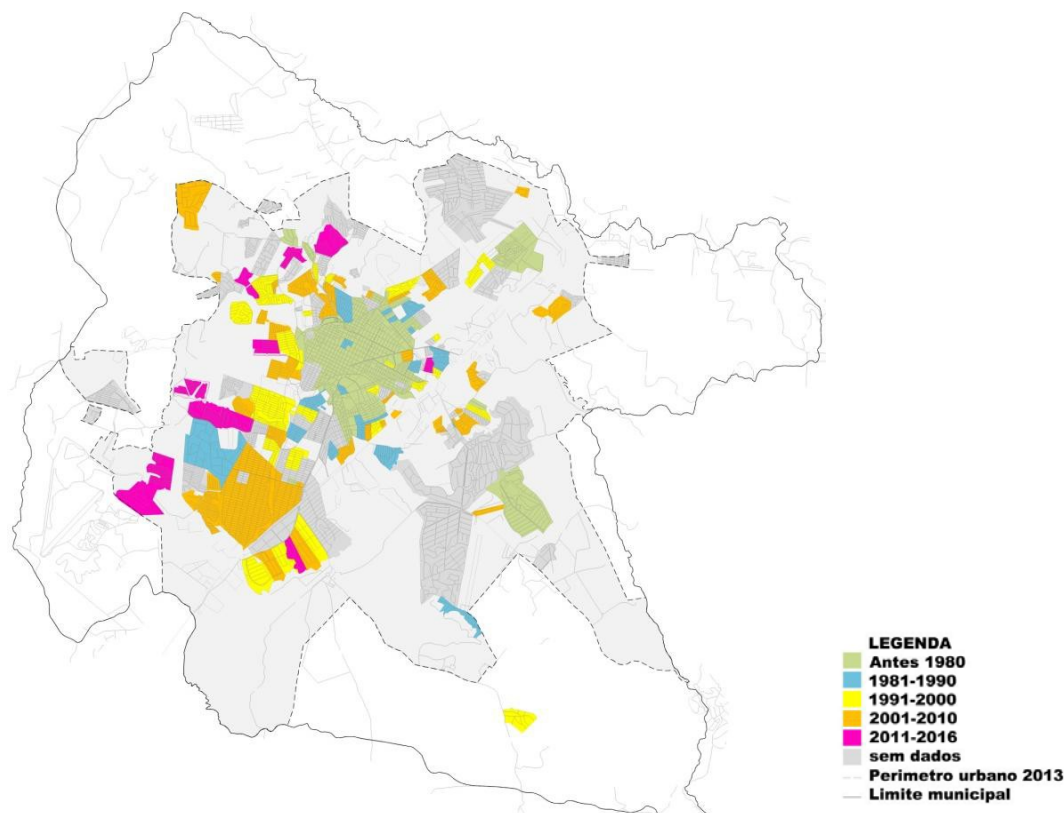 LEGENDA
Antes 1980
1981-1990
1991-2000
2001-2010
2011-2016
sem dados
Perimetro urbano 2013
Limite municipal